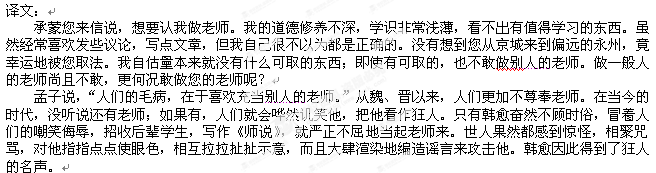 译文:
承蒙您来信说，想要认我做老师。我的道德修养不深，学识非常浅薄，看不出有值得学习的东西。虽
然经常喜欢发些议论，写点文章，但我自己很不以为都是正确的。没有想到您从京城来到偏远的永州，竟
幸运地被您取法。我自估量本来就没有什么可取的东西；即使有可取的，也不敢做别人的老师。做一般人
的老师尚且不敢，更何况敢做您的老师呢？
孟子说，“人们的毛病，在于喜欢充当别人的老师。”从魏、晋以来，人们更加不尊奉老师。在当今的
时代，没听说还有老师；如果有，人们就会哗然讥笑他，把他看作狂人。只有韩愈奋然不顾时俗，冒着人
们的嘲笑侮辱，招收后辈学生，写作《师说》，就严正不屈地当起老师来。世人果然都感到惊怪，相聚咒
骂，对他指指点点使眼色，相互拉拉扯扯示意，而且大肆渲染地编造谣言来攻击他。韩愈因此得到了狂人
的名声。